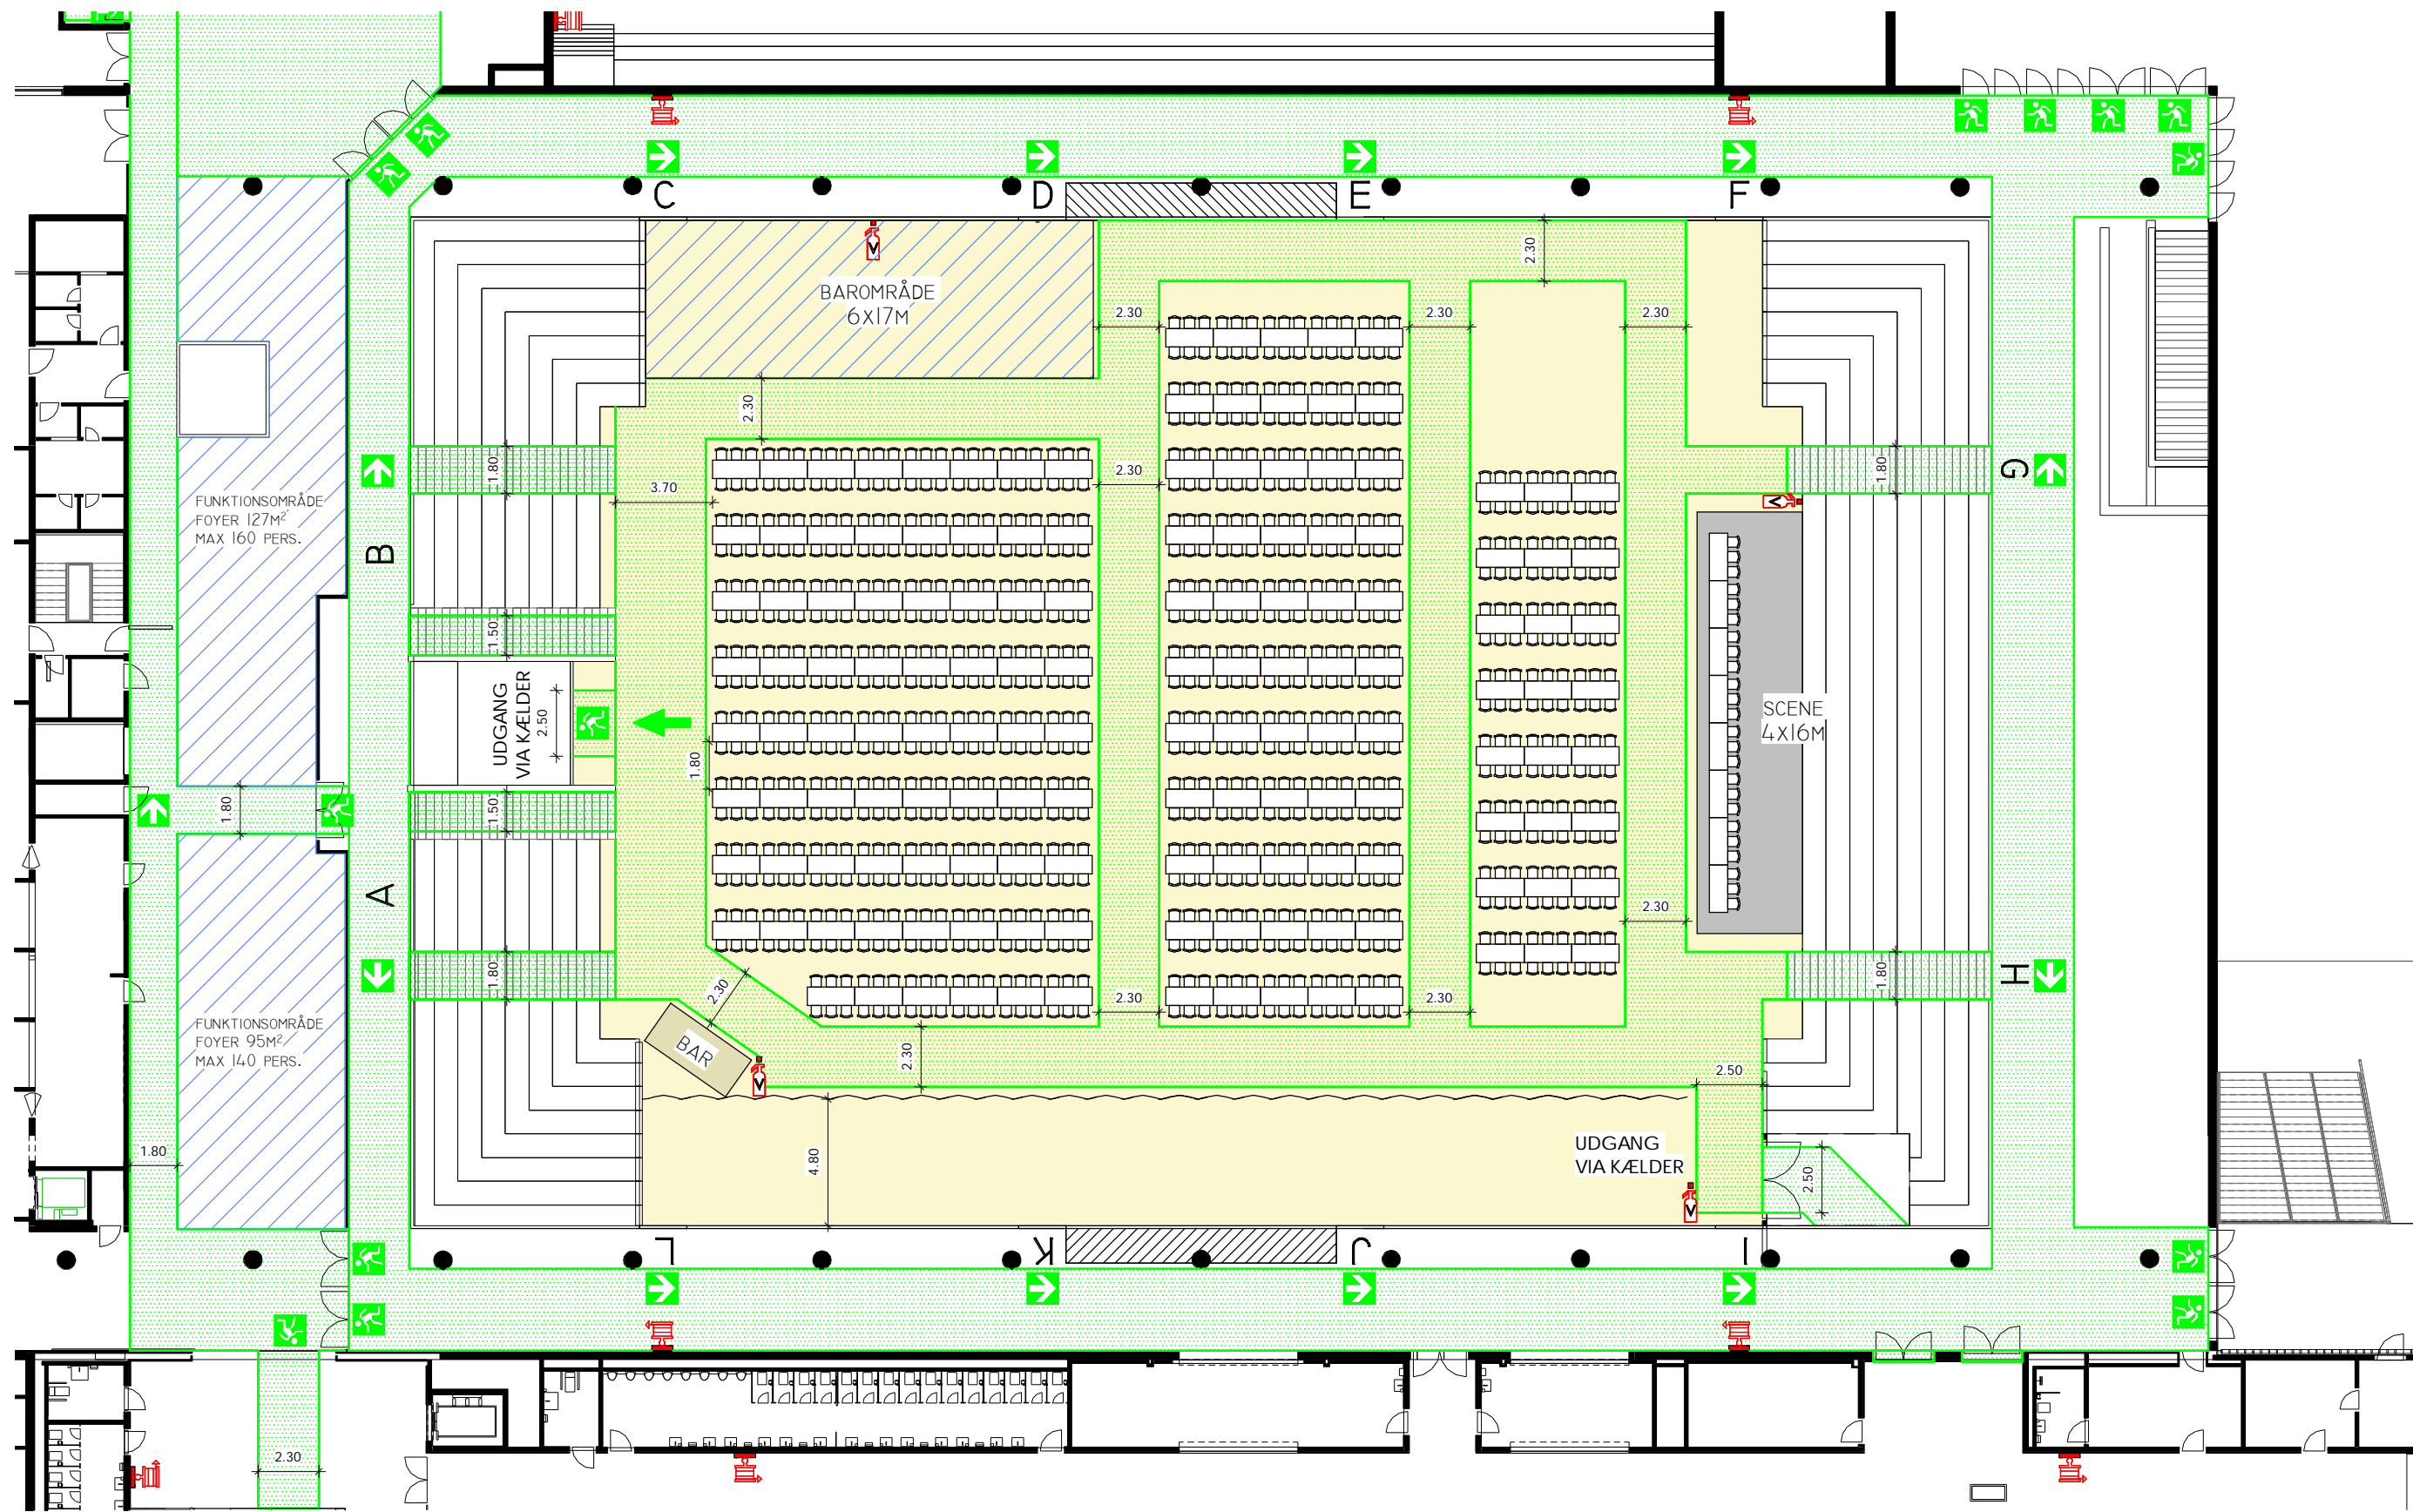 C
D
E
F
2.30
BAROMRÅDE
6X17M
2.30
2.30
2.30
2.30
1.80
3.70
2.30
1.80
G
FUNKTIONSOMRÅDE
FOYER 127M²
MAX 160 PERS.
B
1.50
UDGANG
VIA KÆLDER
2.50
SCENE
4X16M
1.80
1.80
1.50
A
2.30
1.80
2.30
2.30
2.30
1.80
H
FUNKTIONSOMRÅDE
FOYER 95M²
MAX 140 PERS.
BAR
2.30
2.50
1.80
4.80
UDGANG
VIA KÆLDER
2.50
L
K
J
I
2.30